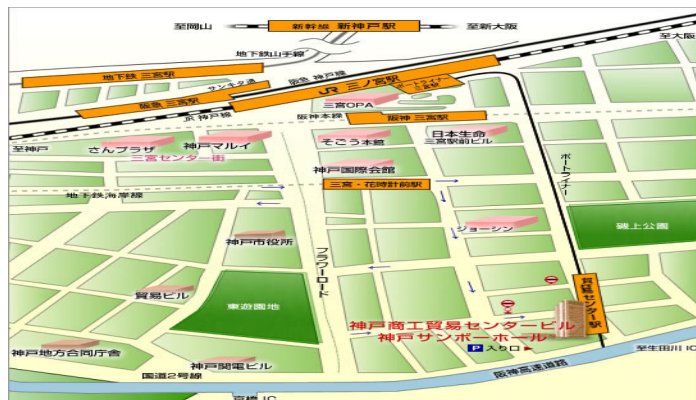 至岡山
新幹線 新神戸駅
至新大阪
地下鉄山手線
至大阪
地下鉄 三宮駅
サンキタ通
阪急 神戸線
JR 三ノ宮駅
ポートライナー
三宮駅
阪急 三宮駅
三宮OPA
JR 神戸線
阪神本線
阪神 三宮駅
至神戸
さんプラザ
神戸マルイ
三宮センター街
そごう本館
日本生命
三宮駅前ビル
神戸国際会館
ポートライナー
地下鉄海岸線
三宮・花時計前駅
ジョーシン
磯上公園
神戸市役所
フラワーロード
貿易ビル
東遊園地
貿易センター駅
神戸商工貿易センタービル
神戸サンボーホール
P 入り口
神戸地方合同庁舎
神戸関電ビル
国道2号線
阪神高速道路
至生田川 IC
京橋 IC